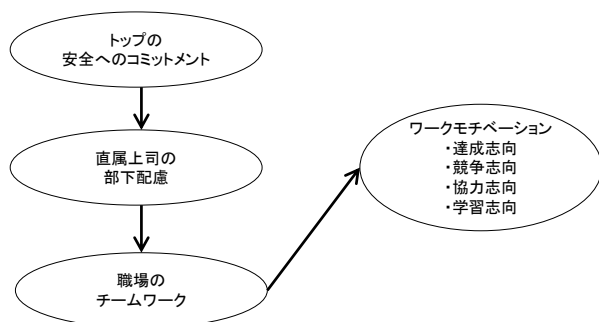 トップの
安全へのコミットメント
直属上司の
部下配慮
職場の
チームワーク
ワークモチベーション
・達成志向
・競争志向
・協力志向
・学習志向